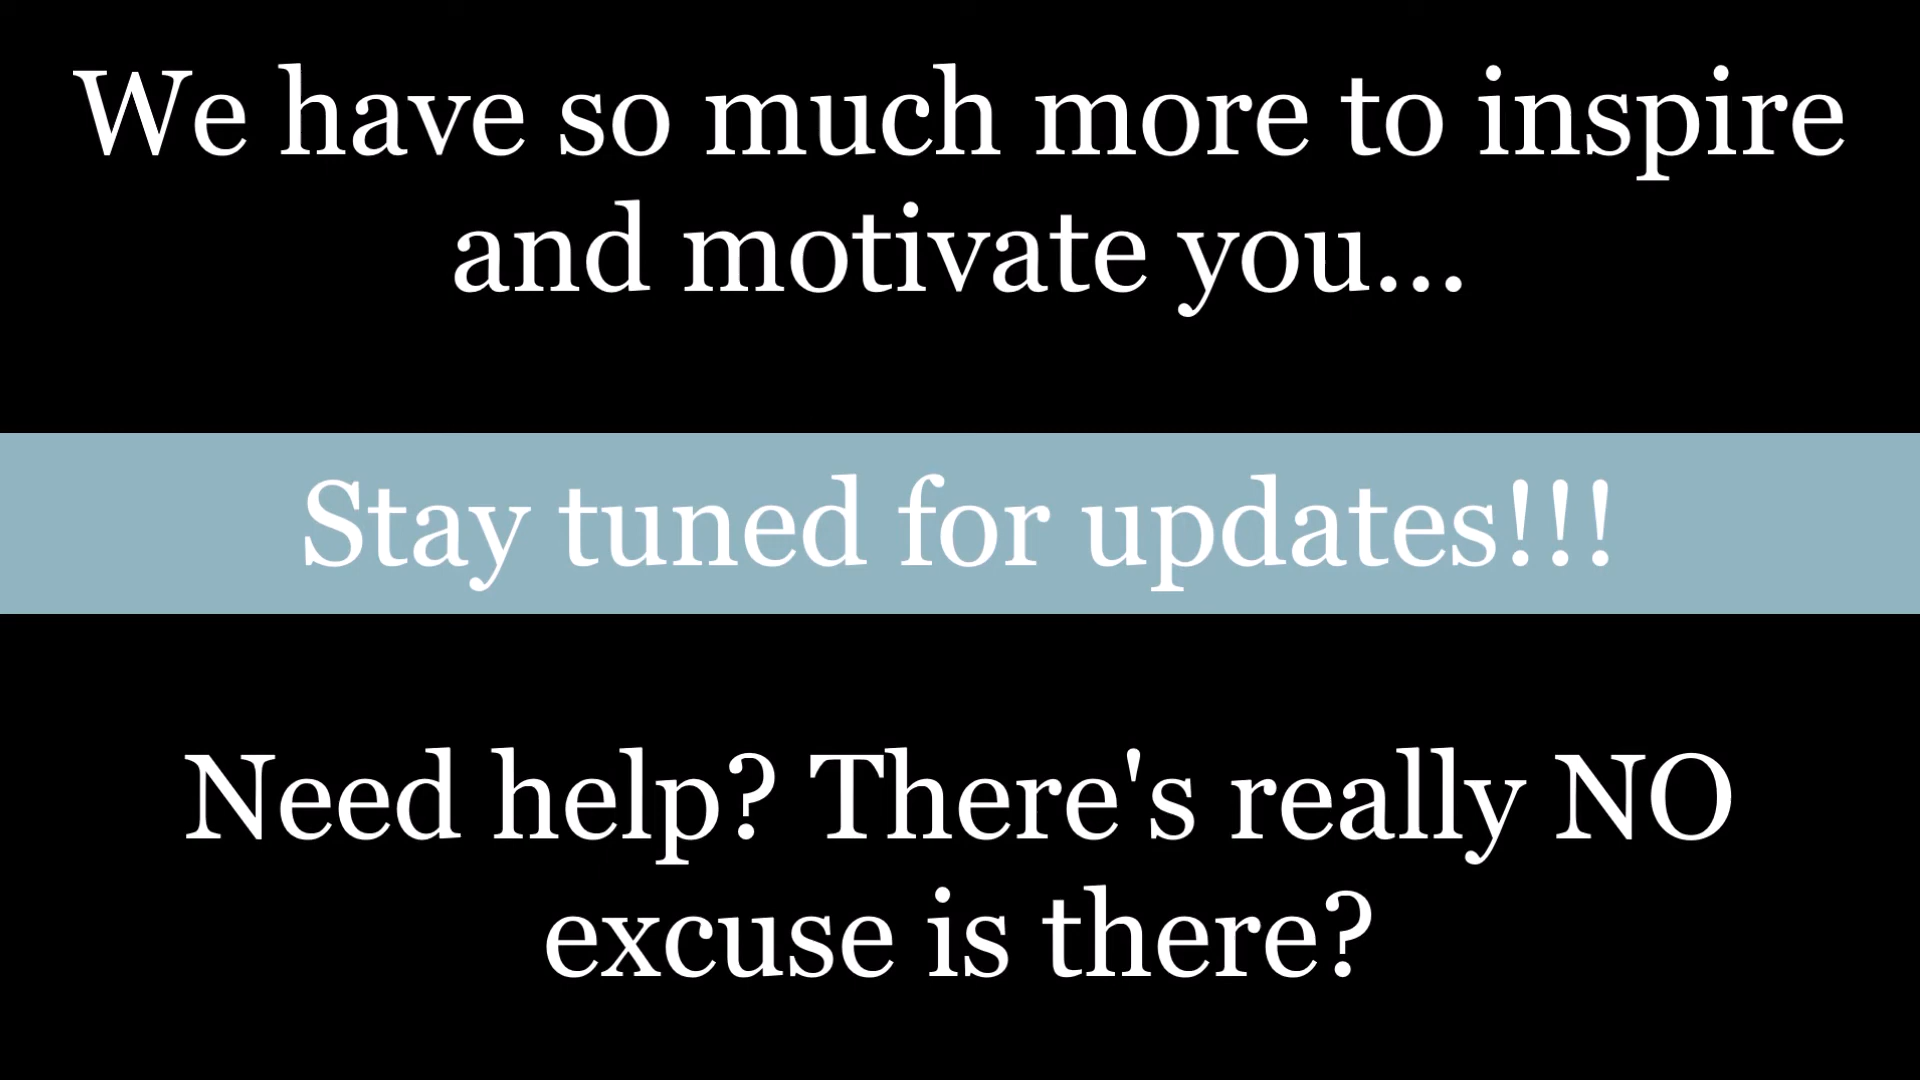 We have so much more to inspire
and motivate you...
Stay tuned for updates!!!
Need help? There's really NO
excuse is there?